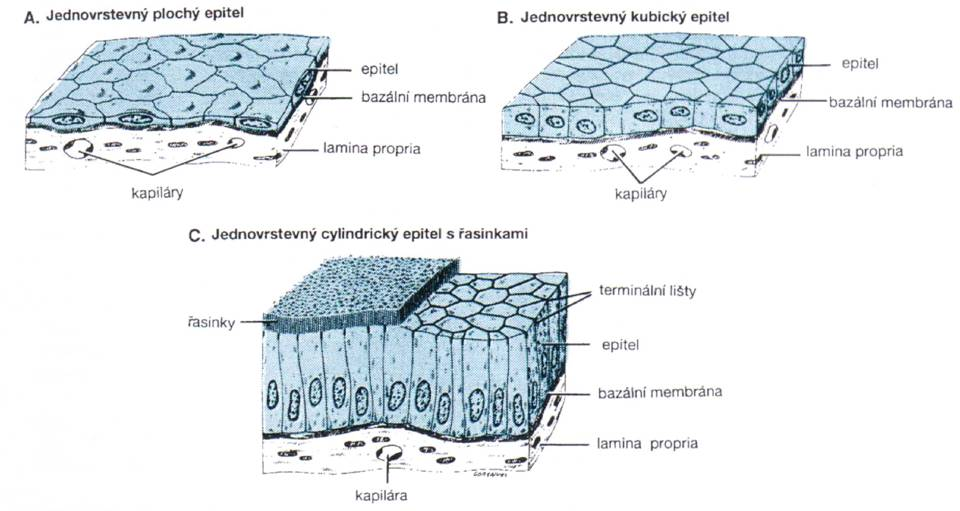 A. Jednovrstevný plochý epitel
epitel
bazální membrána
lamina propria
kapiláry
B. Jednovrstevný kubický epitel
epitel
bazální membrána
lamina propria
kapiláry
C. Jednovrstevný cylindrický epitel s řasinkami
terminální lišty
řasinky
epitel
bazální membrána
lamina propria
kapilára